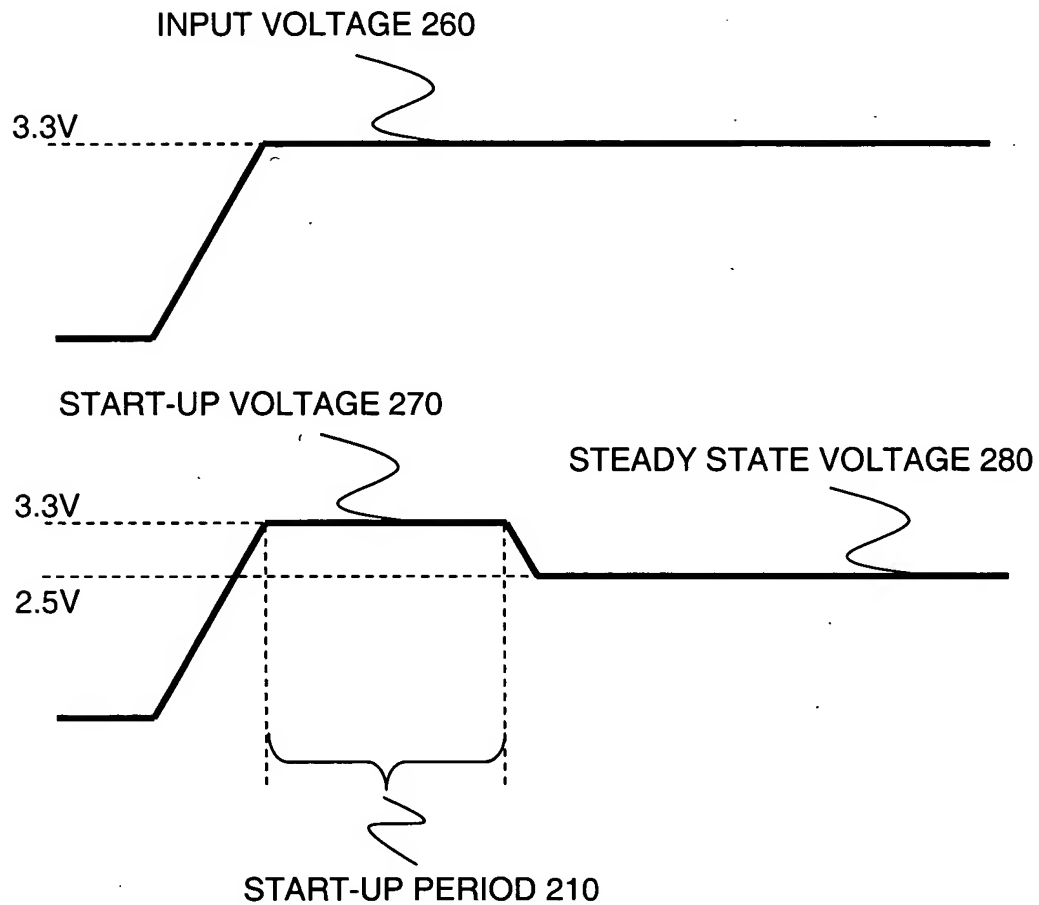 INPUT VOLTAGE 260
3.3V
START-UP VOLTAGE 270
STEADY STATE VOLTAGE 280
3.3V
2.5V
START-UP PERIOD 210